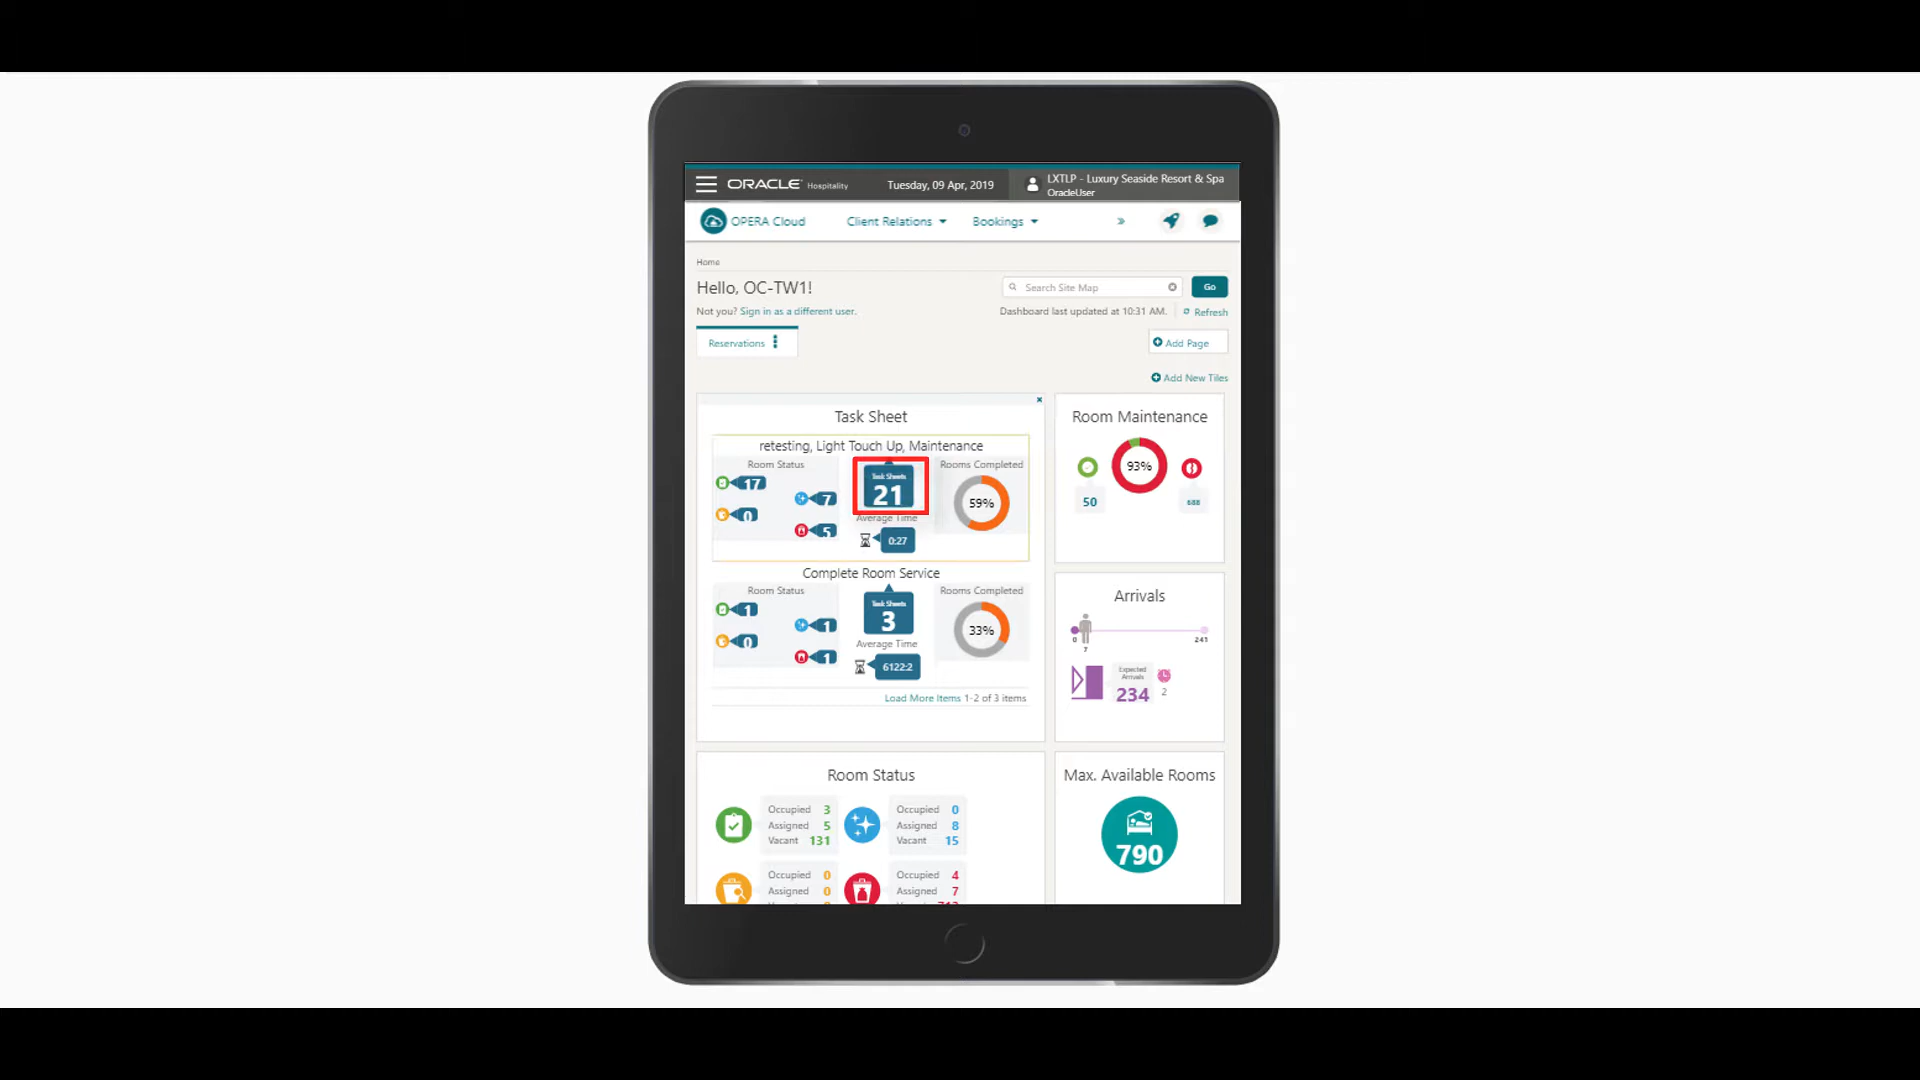 ORACLE Hospitality
Tuesday, 09 Apr, 2019
LXTLP - Luxury Seaside Resort & Spa
OracleUser
OPERA Cloud
Client Relations
Bookings
»
Home
Hello, OC-TW1!
Search Site Map
Go
Not you? Sign in as a different user.
Dashboard last updated at 10:31 AM.
Refresh
Reservations
Add Page
Add New Tiles
Task Sheet
retesting, Light Touch Up, Maintenance
Room Status
17
7
0
5
Task Sheets
21
Average Time
0:27
Rooms Completed
59%
Complete Room Service
Room Status
1
1
0
1
Task Sheets
3
Average Time
6122:2
Rooms Completed
33%
Load More Items 1-2 of 3 items
Room Maintenance
93%
50
688
Arrivals
0
7
243
Expected
Arrivals
234
2
Room Status
Occupied 3
Assigned 5
Vacant 131
Occupied 0
Assigned 8
Vacant 15
Occupied 0
Assigned 0
Occupied 4
Assigned 7
Max. Available Rooms
790